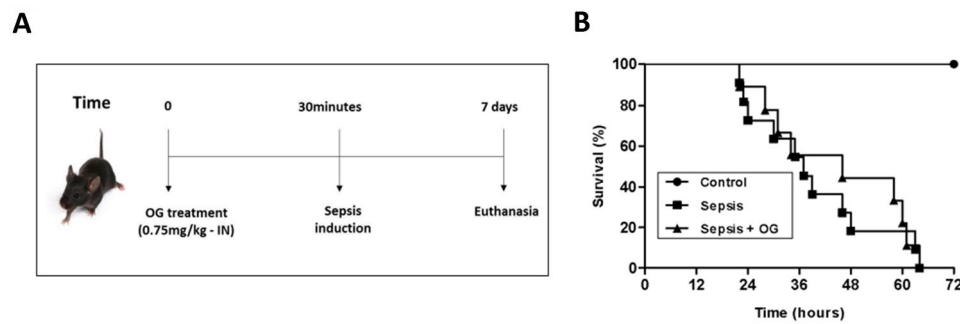 A
Time
0
30minutes
7 days
OG treatment
(0.75mg/kg - IN)
Sepsis
induction
Euthanasia
B
Survival (%)
100
80
60
40
20
0
Control
Sepsis
Sepsis + OG
0
12
24
36
48
60
72
Time (hours)